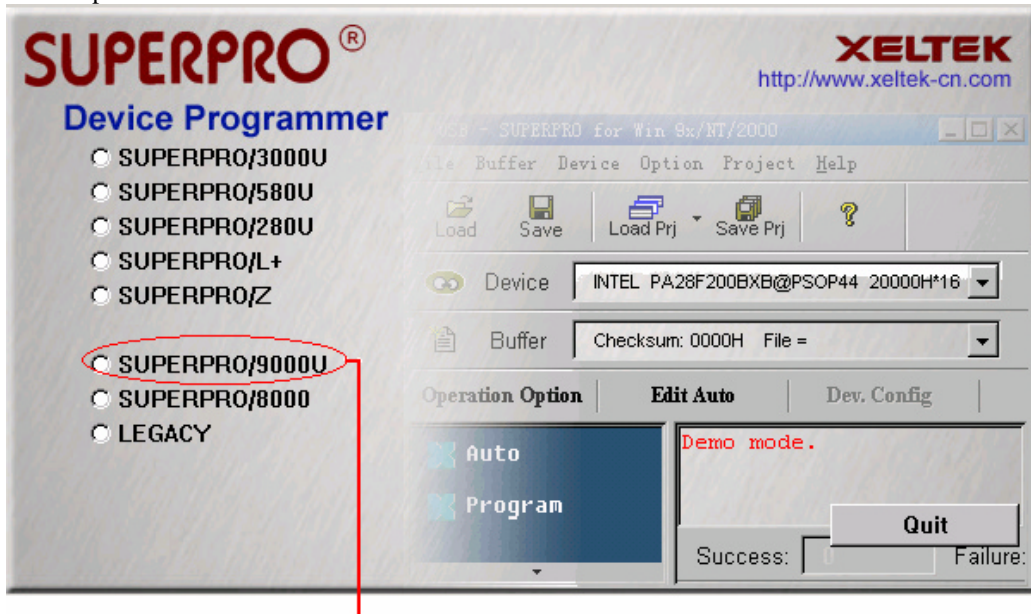 SUPERPRO®
XELTEK
http://www.xeltek-cn.com
Device Programmer
SUPERPRO/3000U
SUPERPRO/580U
SUPERPRO/280U
SUPERPRO/L+
SUPERPRO/Z
SUPERPRO/9000U
SUPERPRO/8000
LEGACY
USB - SUPERPRO for Win 9x/NT/2000
File Buffer Device Option Project Help
Load Save Load Prj Save Prj
Device INTEL PA28F200BXB@PSOP44 20000H*16
Buffer Checksum: 0000H File =
Operation Option Edit Auto Dev. Config
Auto
Program
Demo mode.
Quit
Success: Failure: